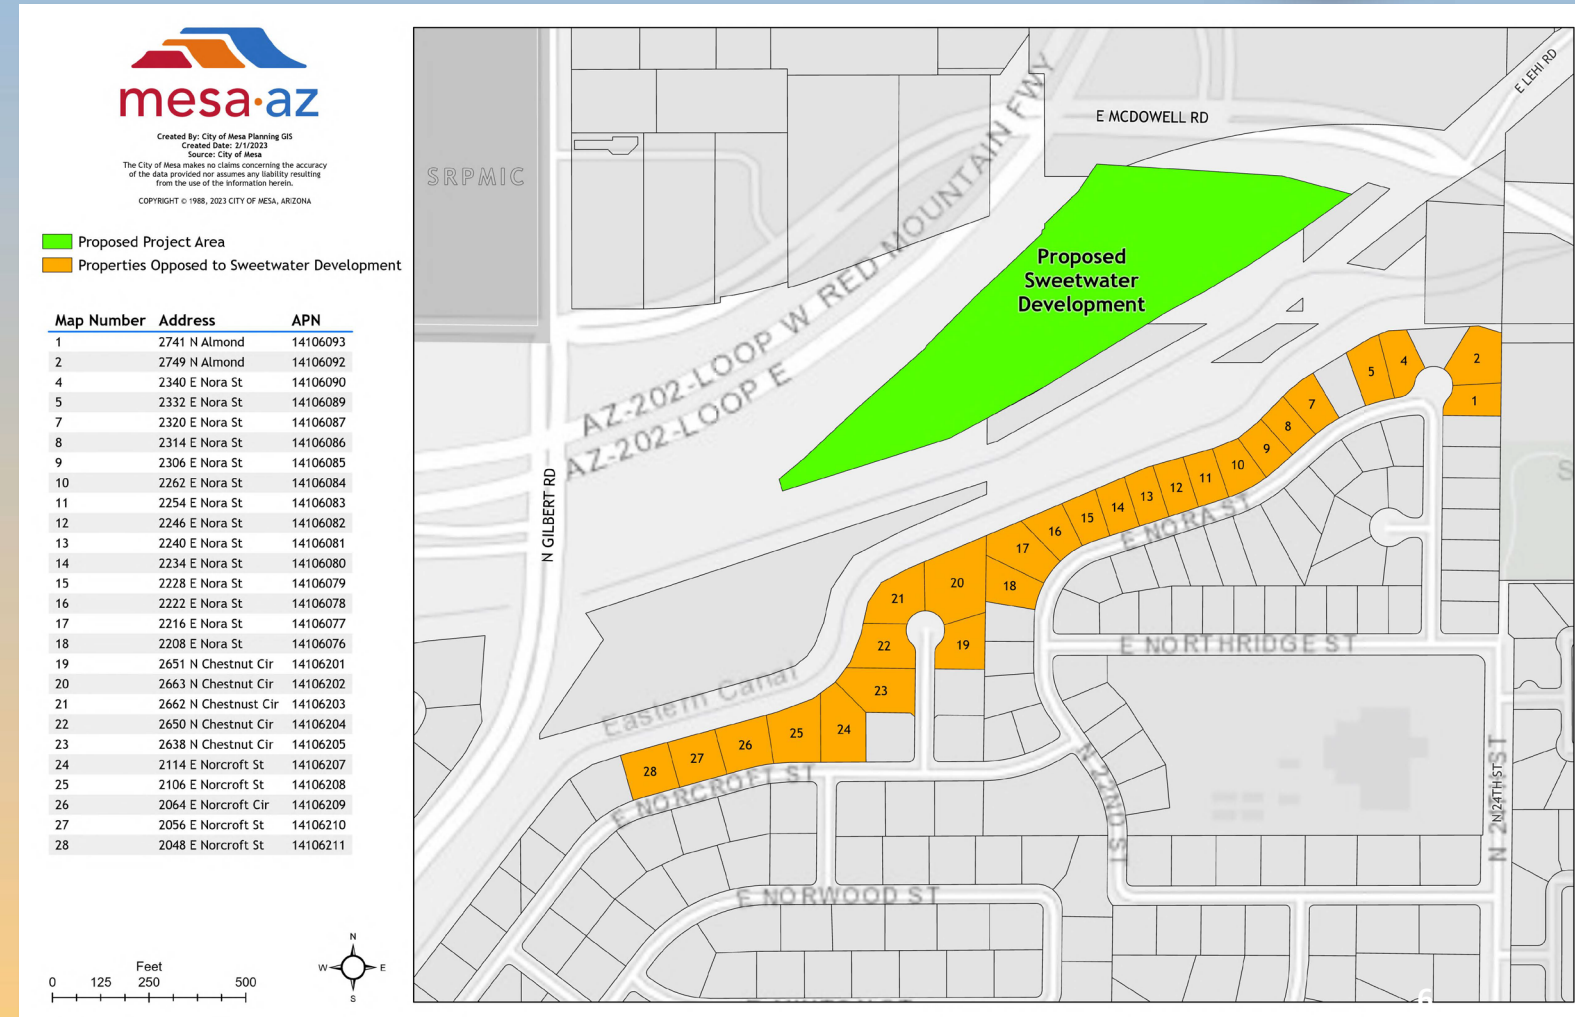 mesa·az
Created By: City of Mesa Planning GIS
Created Date: 2/1/2023
Source: City of Mesa
The City of Mesa makes no claims concerning the accuracy
of the data provided nor assumes any liability resulting
from the use of the information herein.
COPYRIGHT © 1988, 2023 CITY OF MESA, ARIZONA
Proposed Project Area
Properties Opposed to Sweetwater Development
Map Number Address APN
1 2741 N Almond 14106093
2 2749 N Almond 14106092
4 2340 E Nora St 14106090
5 2332 E Nora St 14106089
7 2320 E Nora St 14106087
8 2314 E Nora St 14106086
9 2306 E Nora St 14106085
10 2262 E Nora St 14106084
11 2254 E Nora St 14106083
12 2246 E Nora St 14106082
13 2240 E Nora St 14106081
14 2234 E Nora St 14106080
15 2228 E Nora St 14106079
16 2222 E Nora St 14106078
17 2216 E Nora St 14106077
18 2208 E Nora St 14106076
19 2651 N Chestnut Cir 14106201
20 2663 N Chestnut Cir 14106202
21 2662 N Chestnust Cir 14106203
22 2650 N Chestnut Cir 14106204
23 2638 N Chestnut Cir 14106205
24 2114 E Norcroft St 14106207
25 2106 E Norcroft St 14106208
26 2064 E Norcroft Cir 14106209
27 2056 E Norcroft St 14106210
28 2048 E Norcroft St 14106211
Feet
0 125 250 500
N
W E
S
SRPMIC
E MCDOWELL RD
E LEHI RD
AZ-202-LOOP W RED MOUNTAIN FWY
AZ-202-LOOP E
Proposed
Sweetwater
Development
N GILBERT RD
2
4
5
1
7
8
9
10
11
12
13
14
15
16
17
18
20
21
19
22
23
24
25
26
27
28
E NORA ST
E NORTHRIDGE ST
Eastern Canal
E NORCROFT ST
N 22ND ST
N 24TH ST
E NORWOOD ST
S
6